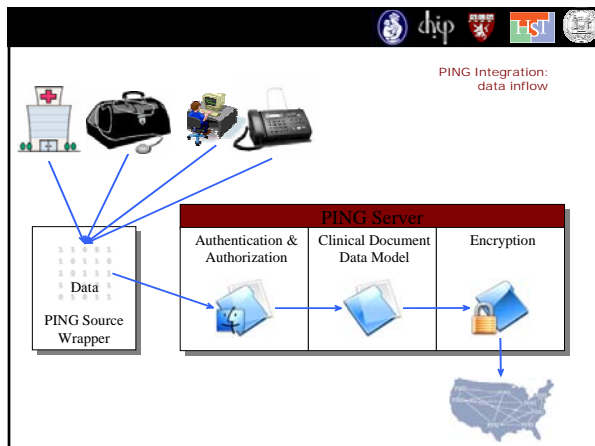 chip
HST
PING Integration:
data inflow
PING Server
Authentication &
Authorization
Clinical Document
Data Model
Encryption
Data
PING Source
Wrapper